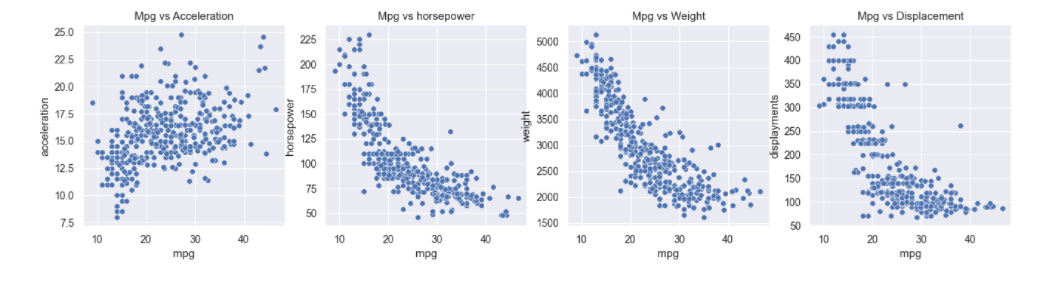 Mpg vs Acceleration
25.0
22.5
20.0
17.5
15.0
12.5
10.0
7.5
acceleration
10 20 30 40
mpg
Mpg vs horsepower
225
200
175
150
125
100
75
50
horsepower
10 20 30 40
mpg
Mpg vs Weight
5000
4500
4000
3500
3000
2500
2000
1500
weight
10 20 30 40
mpg
Mpg vs Displacement
450
400
350
300
250
200
150
100
50
displayments
10 20 30 40
mpg